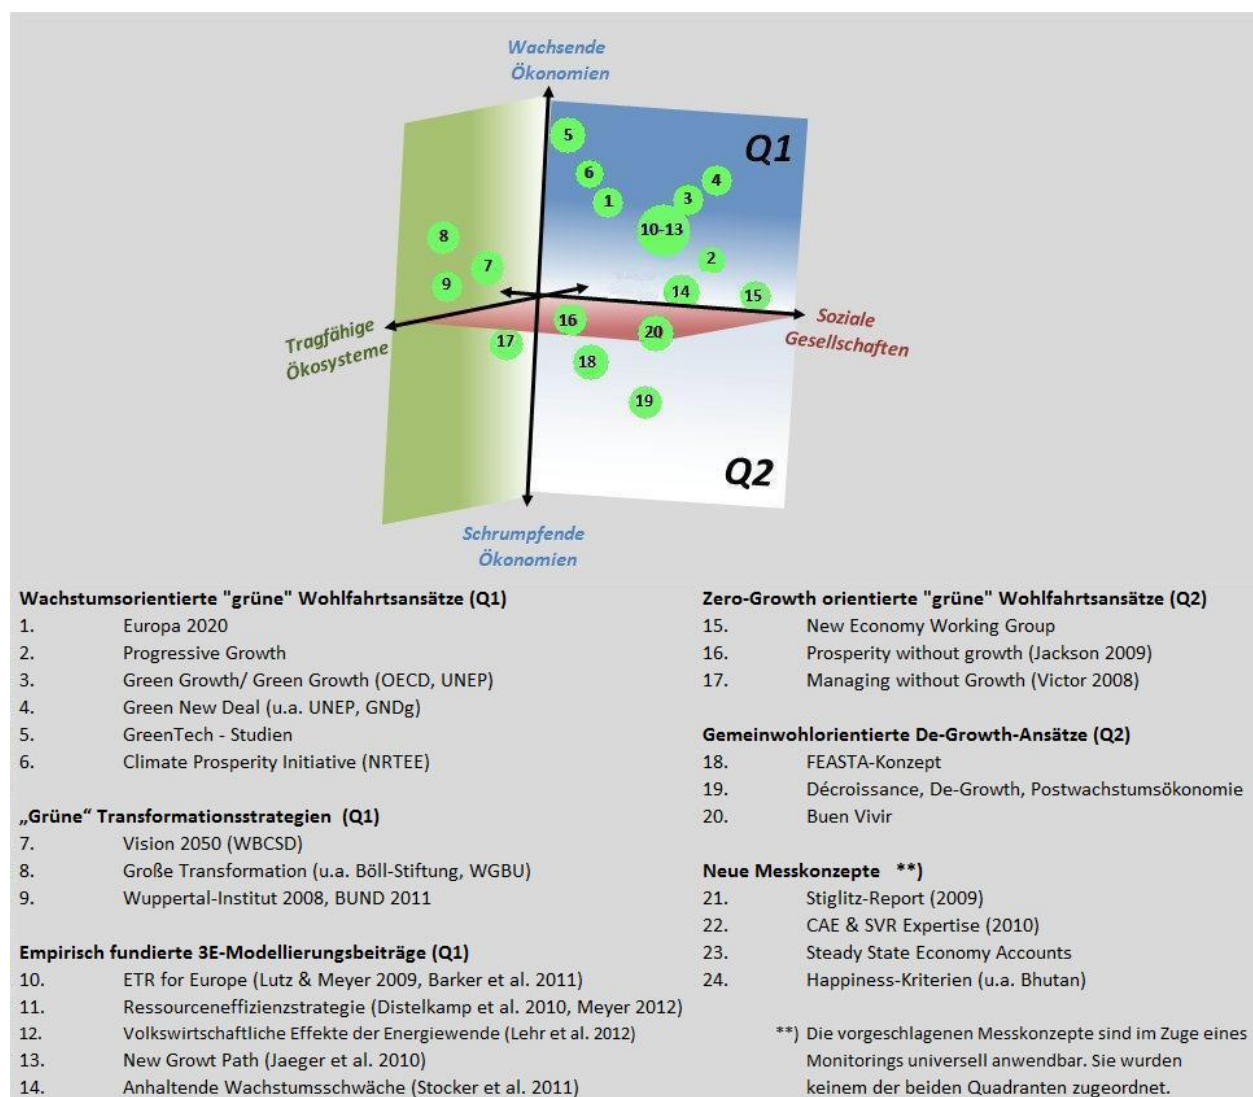 Wachsende
Ökonomien
Q1
5
6
4
1
3
10-13
8
2
7
9
14
15
Soziale
Gesellschaften
Tragfähige
Ökosysteme
16
20
17
18
19
Q2
Schrumpfende
Ökonomien
Wachstumsorientierte "grüne" Wohlfahrtsansätze (Q1)
1. Europa 2020
2. Progressive Growth
3. Green Growth/ Green Growth (OECD, UNEP)
4. Green New Deal (u.a. UNEP, GNDg)
5. GreenTech - Studien
6. Climate Prosperity Initiative (NRTEE)
„Grüne“ Transformationsstrategien (Q1)
7. Vision 2050 (WBCSD)
8. Große Transformation (u.a. Böll-Stiftung, WGBU)
9. Wuppertal-Institut 2008, BUND 2011
Empirisch fundierte 3E-Modellierungsbeiträge (Q1)
10. ETR for Europe (Lutz & Meyer 2009, Barker et al. 2011)
11. Ressourceneffizienzstrategie (Distelkamp et al. 2010, Meyer 2012)
12. Volkswirtschaftliche Effekte der Energiewende (Lehr et al. 2012)
13. New Growt Path (Jaeger et al. 2010)
14. Anhaltende Wachstumsschwäche (Stocker et al. 2011)
Zero-Growth orientierte "grüne" Wohlfahrtsansätze (Q2)
15. New Economy Working Group
16. Prosperity without growth (Jackson 2009)
17. Managing without Growth (Victor 2008)
Gemeinwohlorientierte De-Growth-Ansätze (Q2)
18. FEASTA-Konzept
19. Décroissance, De-Growth, Postwachstumsökonomie
20. Buen Vivir
Neue Messkonzepte **)
21. Stiglitz-Report (2009)
22. CAE & SVR Expertise (2010)
23. Steady State Economy Accounts
24. Happiness-Kriterien (u.a. Bhutan)
**) Die vorgeschlagenen Messkonzepte sind im Zuge eines
Monitorings universell anwendbar. Sie wurden
keinem der beiden Quadranten zugeordnet.